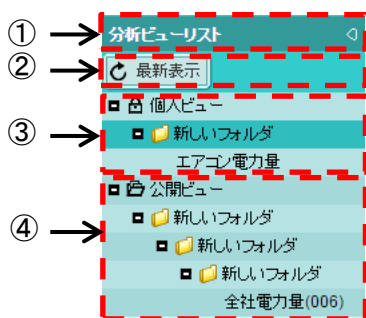 ① 分析ビューリスト
② 最新表示
個人ビュー
③ 新しいフォルダ
エアコン電力量
公開ビュー
新しいフォルダ
④ 新しいフォルダ
新しいフォルダ
全社電力量(006)